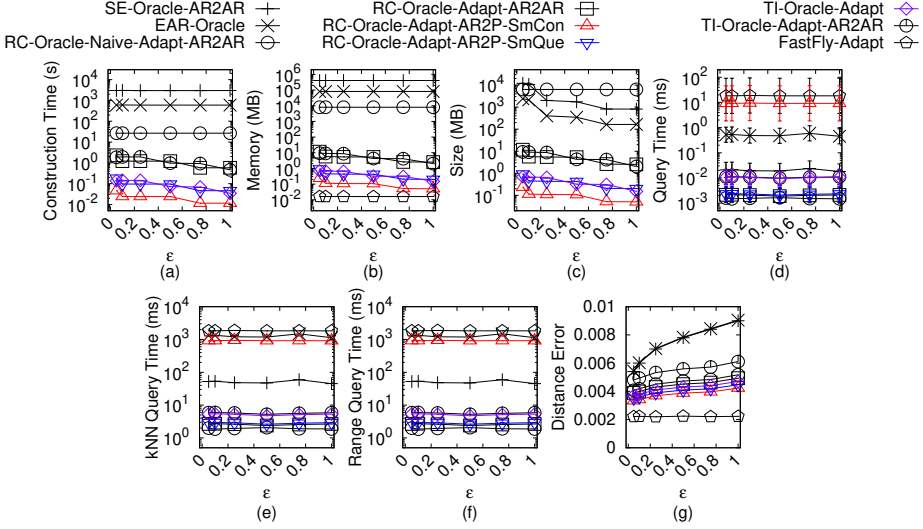 SE-Oracle-AR2AR RC-Oracle-Adapt-AR2AR TI-Oracle-Adapt
EAR-Oracle RC-Oracle-Adapt-AR2P-SmCon TI-Oracle-Adapt-AR2AR
RC-Oracle-Naive-Adapt-AR2AR RC-Oracle-Adapt-AR2P-SmQue FastFly-Adapt
Construction Time (s)
10^4
10^3
10^2
10^1
10^0
10^-1
10^-2
0 0.2 0.4 0.6 0.8 1
ε
(a)
Memory (MB)
10^6
10^5
10^4
10^3
10^2
10^1
10^0
10^-1
10^-2
0 0.2 0.4 0.6 0.8 1
ε
(b)
Size (MB)
10^4
10^3
10^2
10^1
10^0
10^-1
0 0.2 0.4 0.6 0.8 1
ε
(c)
Query Time (ms)
10^2
10^1
10^0
10^-1
10^-2
10^-3
0 0.2 0.4 0.6 0.8 1
ε
(d)
kNN Query Time (ms)
10^4
10^3
10^2
10^1
10^0
0 0.2 0.4 0.6 0.8 1
ε
(e)
Range Query Time (ms)
10^4
10^3
10^2
10^1
10^0
0 0.2 0.4 0.6 0.8 1
ε
(f)
Distance Error
0.01
0.008
0.006
0.004
0.002
0
0 0.2 0.4 0.6 0.8 1
ε
(g)